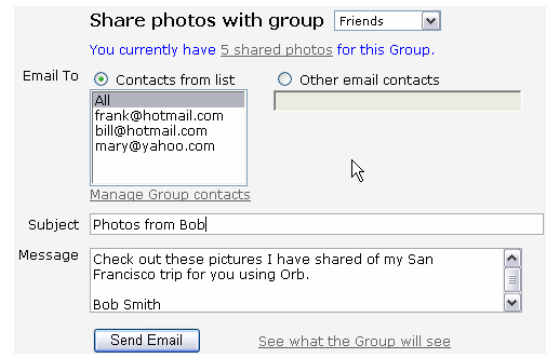 Share photos with group Friends
You currently have 5 shared photos for this Group.
Email To Contacts from list Other email contacts
All
frank@hotmail.com
bill@hotmail.com
mary@yahoo.com
Manage Group contacts
Subject Photos from Bob
Message Check out these pictures I have shared of my San
Francisco trip for you using Orb.
Bob Smith
Send Email See what the Group will see